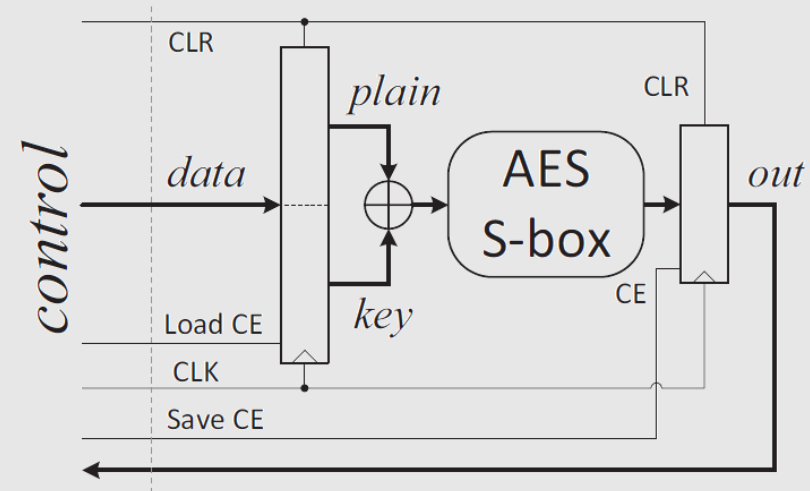 CLR
plain
CLR
data
AES
S-box
out
control
CE
key
Load CE
CLK
Save CE